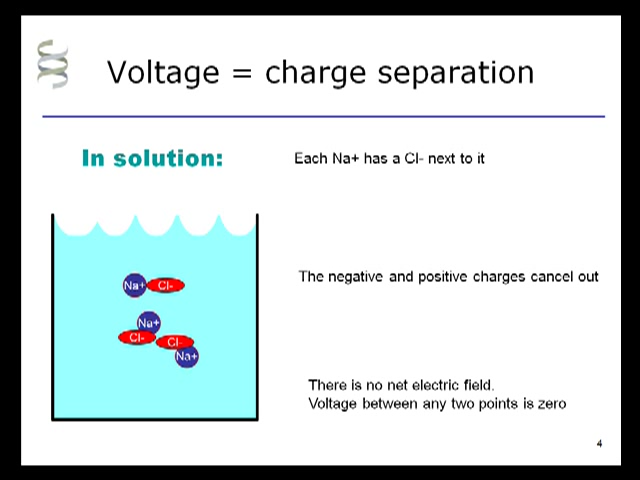 Voltage = charge separation
In solution:
Each Na+ has a Cl- next to it
The negative and positive charges cancel out
Na+
Cl-
Na+
Cl-
Cl-
Na+
There is no net electric field.
Voltage between any two points is zero
4